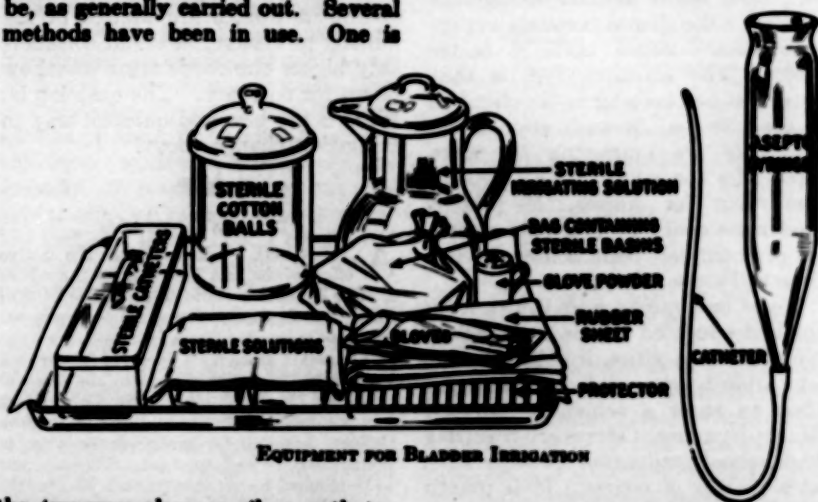 be, as generally carried out. Several
methods have been in use. One is
STERILE
COTTON
BALLS
STERILE
IRRIGATING SOLUTION
BAG CONTAINING
STERILE BASINS
GLOVE POWDER
RUBBER
SHEET
GLOVES
PROTECTOR
STERILE CATHETERS
STERILE SOLUTIONS
ASEPTO
SYRINGE
CATHETER
EQUIPMENT FOR BLADDER IRRIGATION